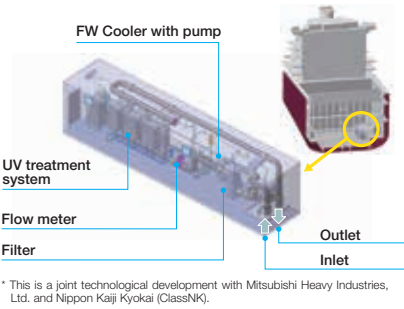 FW Cooler with pump
UV treatment
system
Flow meter
Filter
Outlet
Inlet
* This is a joint technological development with Mitsubishi Heavy Industries,
Ltd. and Nippon Kaiji Kyokai (ClassNK).